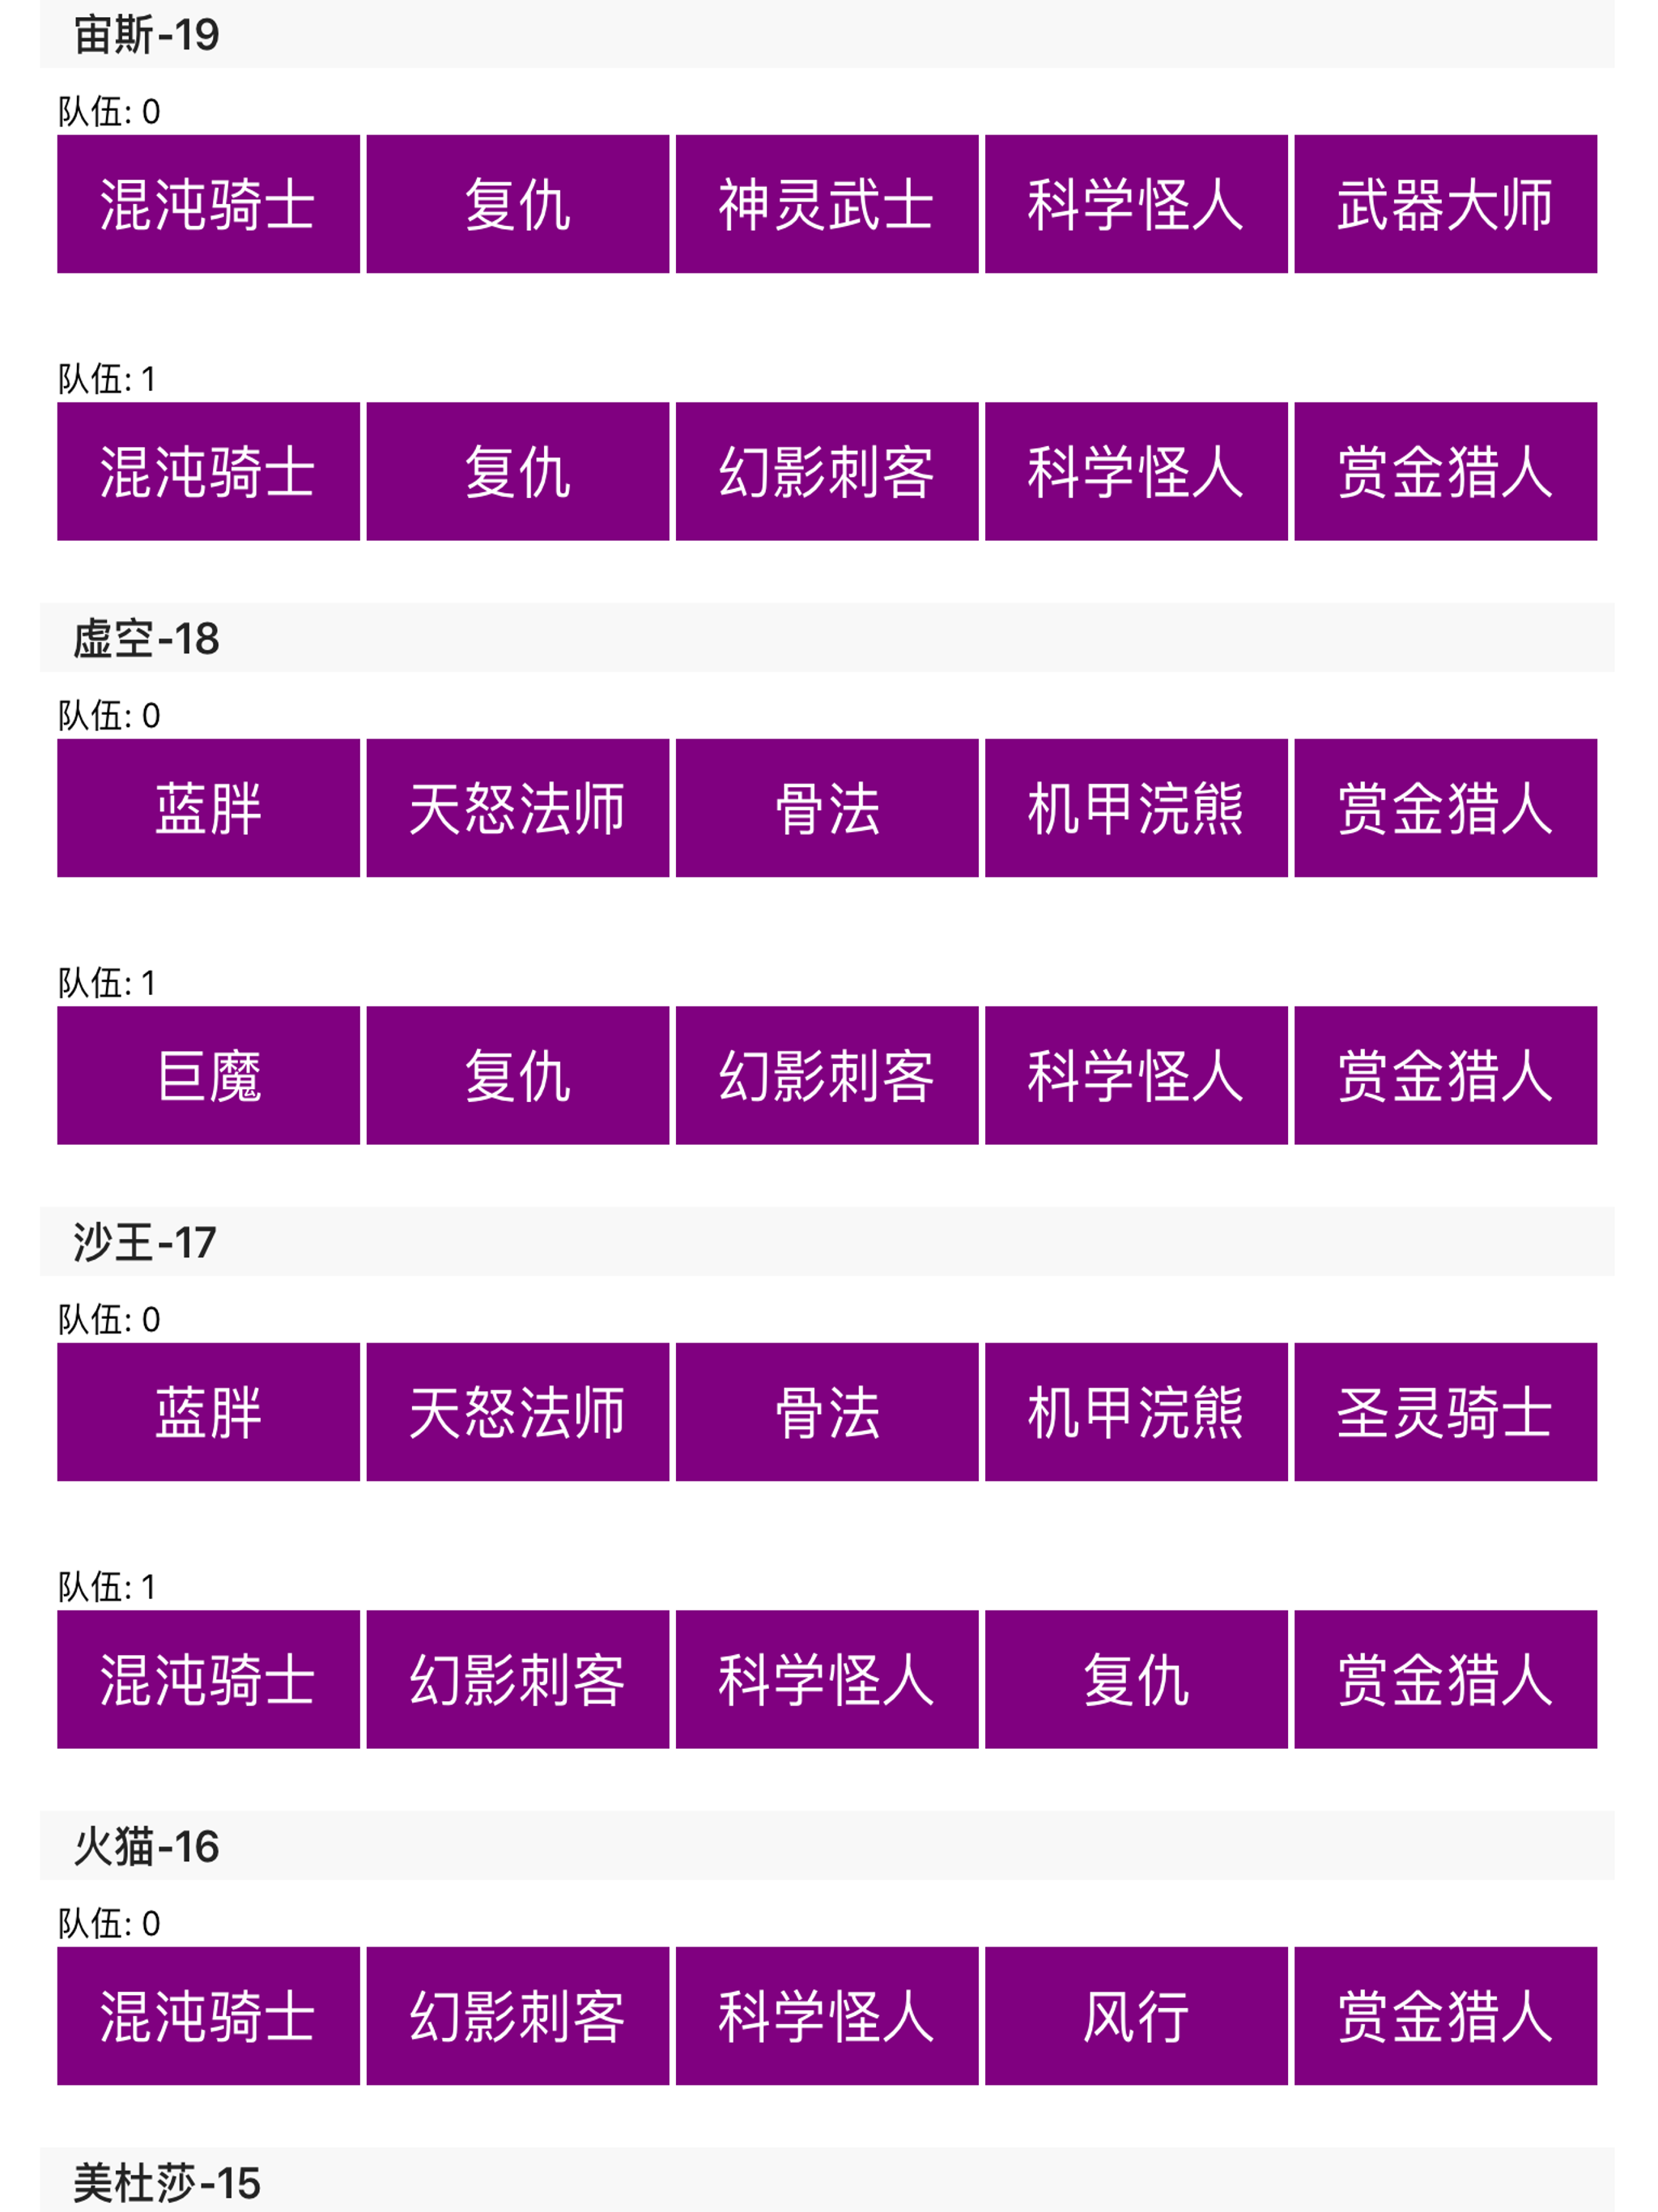 宙斯-19
队伍: 0
混沌骑士 复仇 神灵武士 科学怪人 武器大师
队伍: 1
混沌骑士 复仇 幻影刺客 科学怪人 赏金猎人
虚空-18
队伍: 0
蓝胖 天怒法师 骨法 机甲浣熊 赏金猎人
队伍: 1
巨魔 复仇 幻影刺客 科学怪人 赏金猎人
沙王-17
队伍: 0
蓝胖 天怒法师 骨法 机甲浣熊 圣灵骑士
队伍: 1
混沌骑士 幻影刺客 科学怪人 复仇 赏金猎人
火猫-16
队伍: 0
混沌骑士 幻影刺客 科学怪人 风行 赏金猎人
美杜莎-15